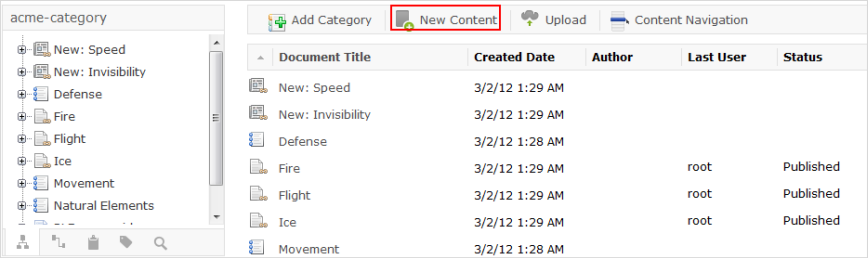 acme-category
New: Speed
New: Invisibility
Defense
Fire
Flight
Ice
Movement
Natural Elements
Add Category New Content Upload Content Navigation
Document Title Created Date Author Last User Status
New: Speed 3/2/12 1:29 AM
New: Invisibility 3/2/12 1:29 AM
Defense 3/2/12 1:28 AM
Fire 3/2/12 1:29 AM root Published
Flight 3/2/12 1:29 AM root Published
Ice 3/2/12 1:29 AM root Published
Movement 3/2/12 1:28 AM